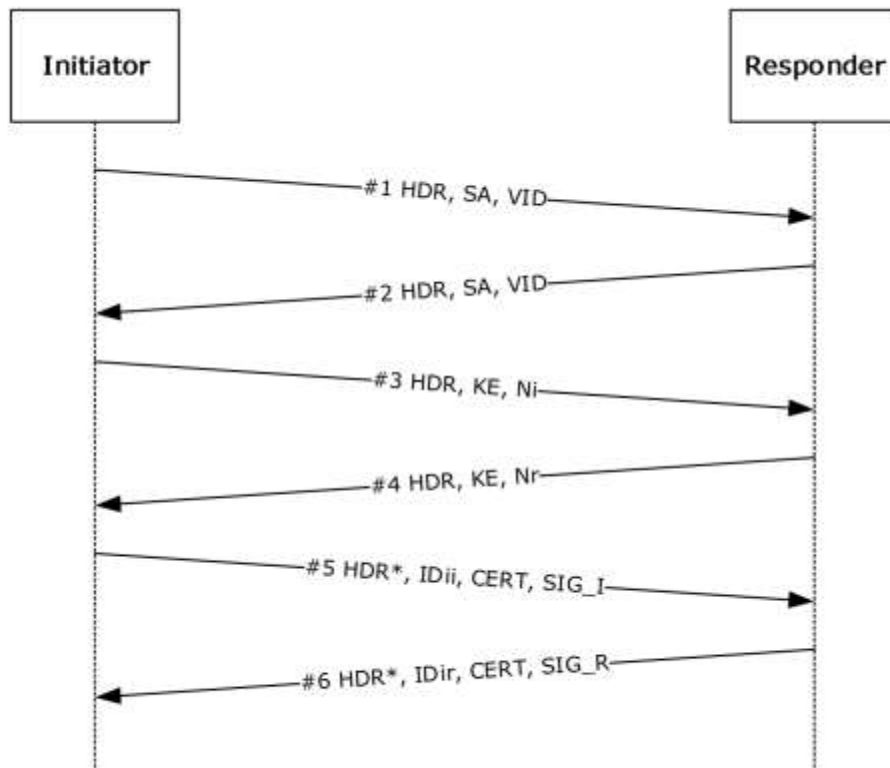 Initiator
Responder
#1 HDR, SA, VID
#2 HDR, SA, VID
#3 HDR, KE, Ni
#4 HDR, KE, Nr
#5 HDR*, IDii, CERT, SIG_I
#6 HDR*, IDir, CERT, SIG_R